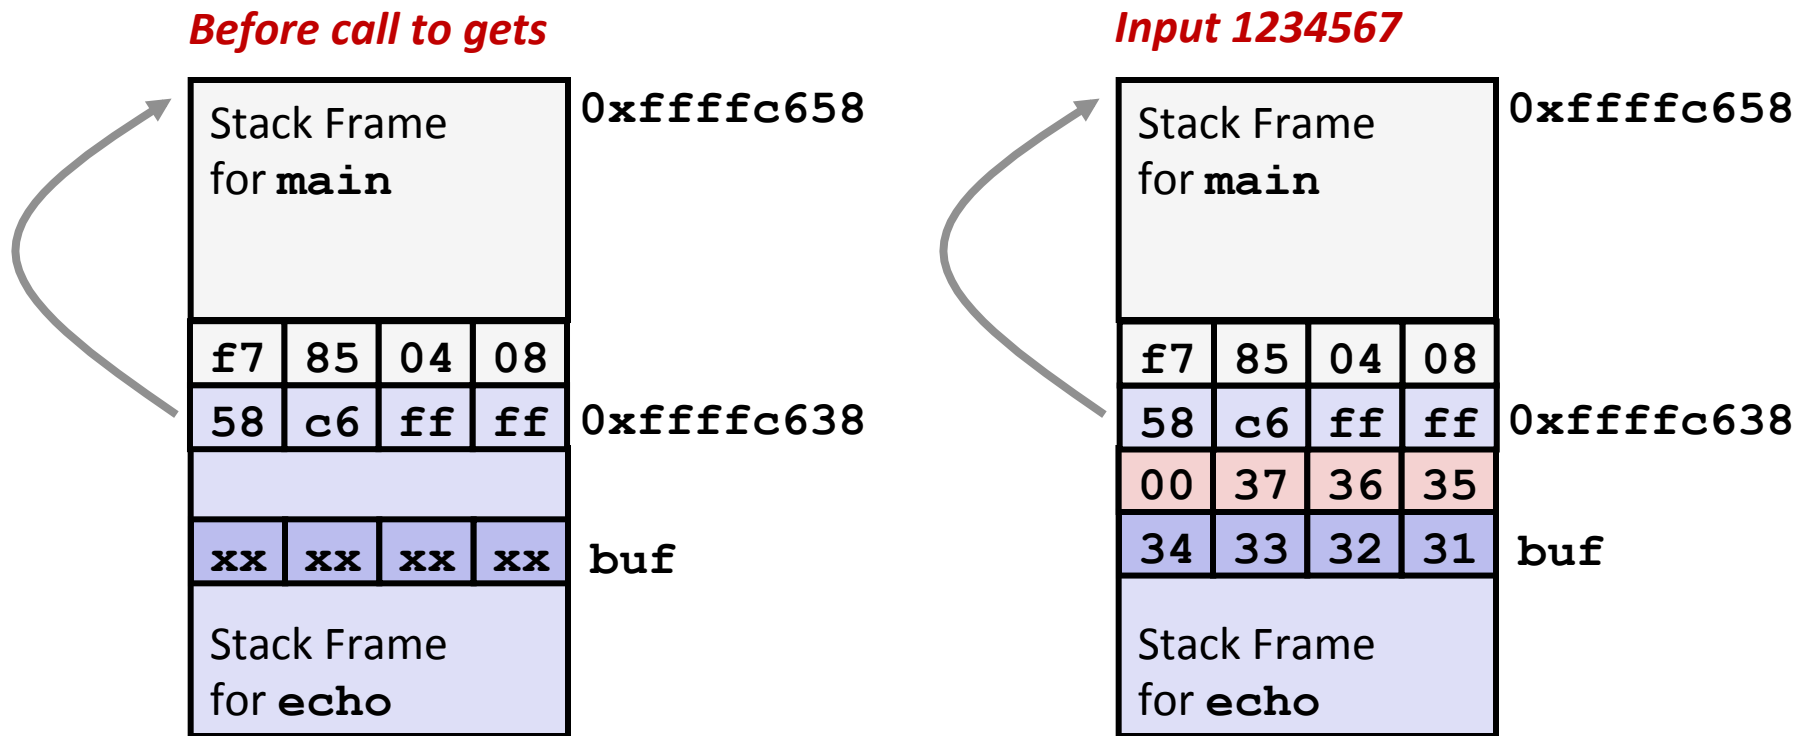 Before call to gets
Stack Frame
for main
0xffffc658
f7 85 04 08
58 c6 ff ff
0xffffc638
xx xx xx xx
buf
Stack Frame
for echo
Input 1234567
Stack Frame
for main
0xffffc658
f7 85 04 08
58 c6 ff ff
0xffffc638
00 37 36 35
34 33 32 31
buf
Stack Frame
for echo